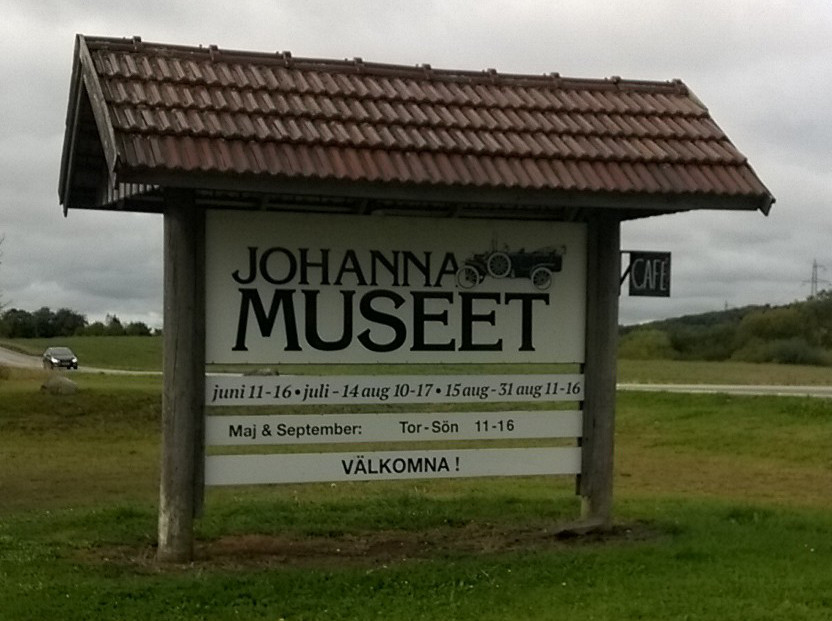 JOHANNA
MUSEET
CAFÉ
juni 11-16 • juli - 14 aug 10-17 • 15 aug - 31 aug 11-16
Maj & September: Tor-Sön 11-16
VÄLKOMNA !